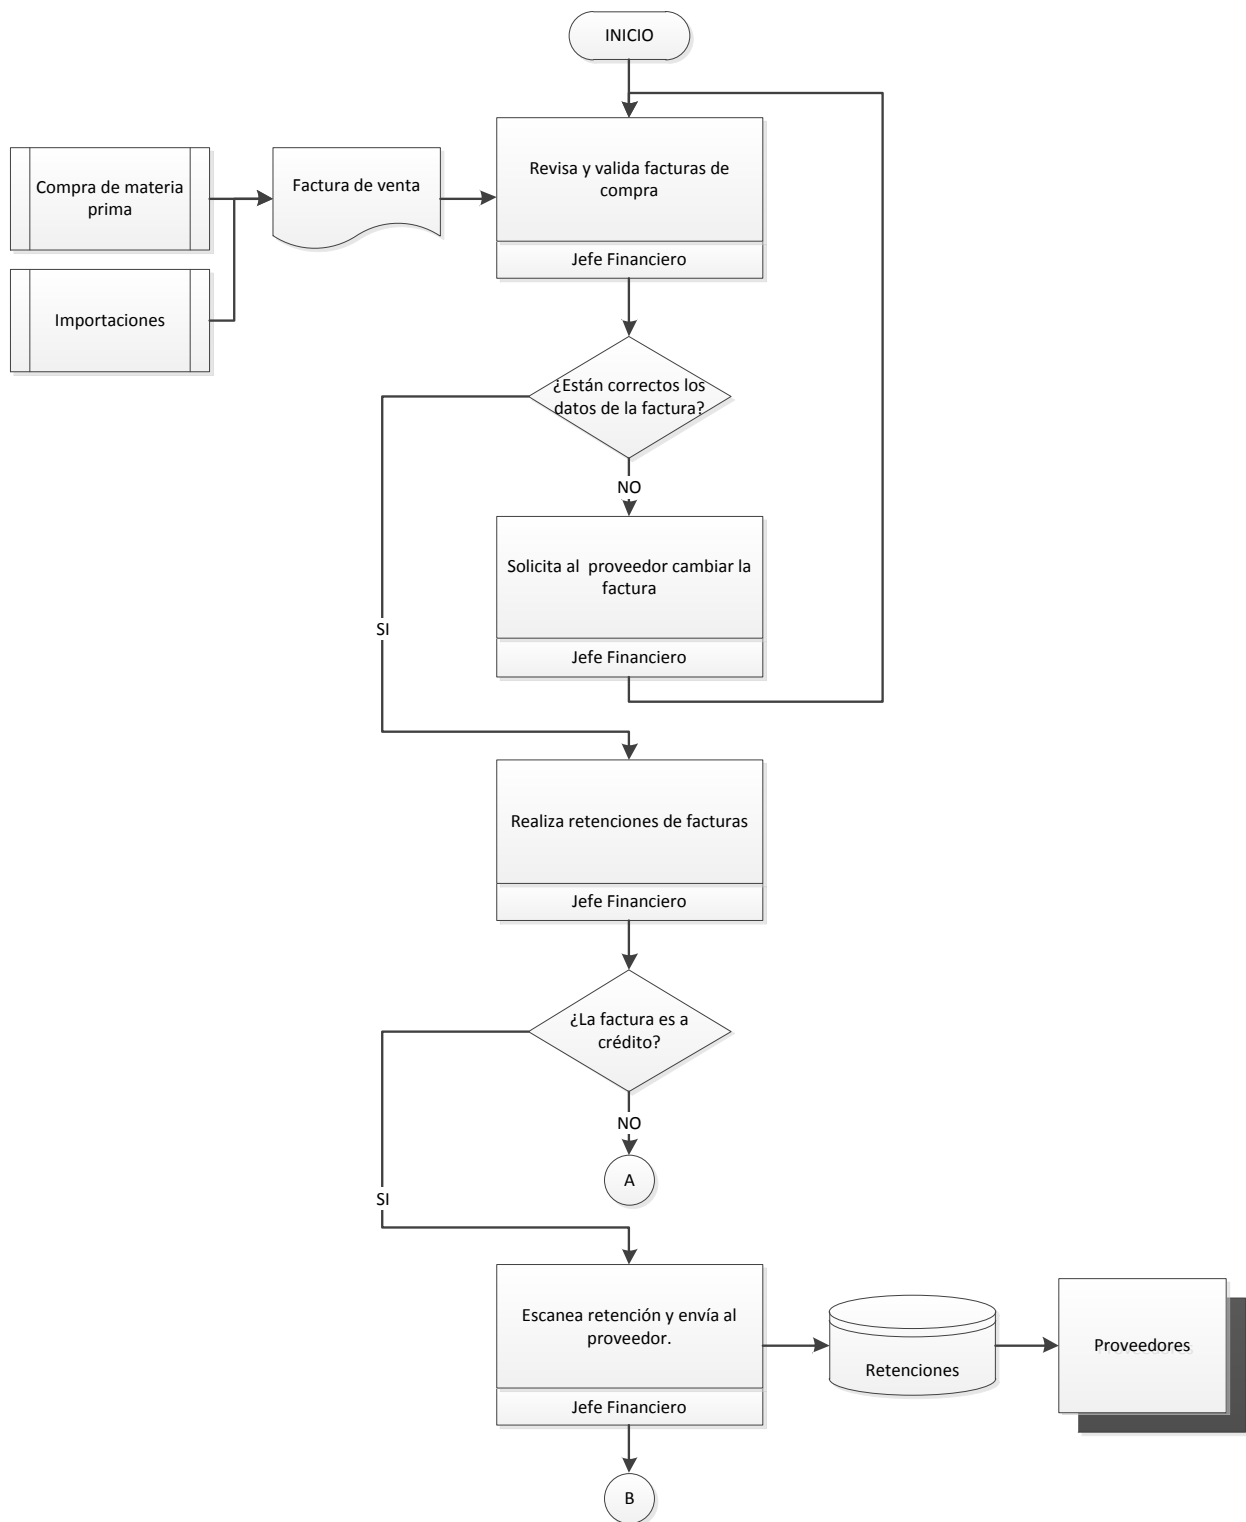 INICIO
Revisa y valida facturas de
compra
Jefe Financiero
Compra de materia
prima
Factura de venta
Importaciones
¿Están correctos los
datos de la factura?
NO
Solicita al  proveedor cambiar la
factura
Jefe Financiero
SI
Realiza retenciones de facturas
Jefe Financiero
¿La factura es a
crédito?
NO
A
SI
Escanea retención y envía al
proveedor.
Jefe Financiero
Retenciones
Proveedores
B